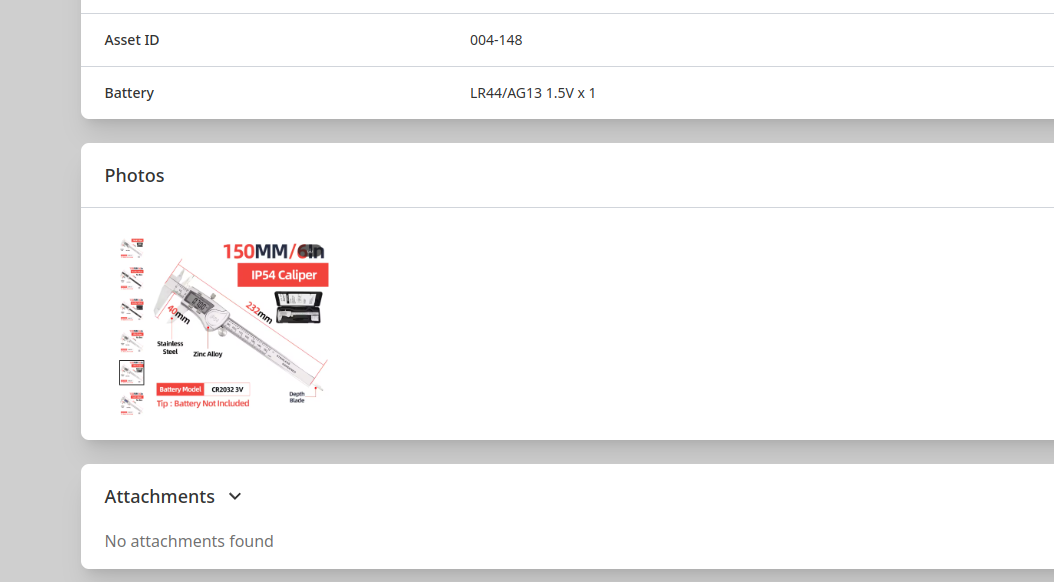 Asset ID 004-148
Battery LR44/AG13 1.5V x 1
Photos
150MM/6in
IP54 Caliper
40mm
232mm
Stainless
Steel
Zinc Alloy
Battery Model CR2032 3V
Tip : Battery Not Included
Depth
Blade
Attachments
No attachments found